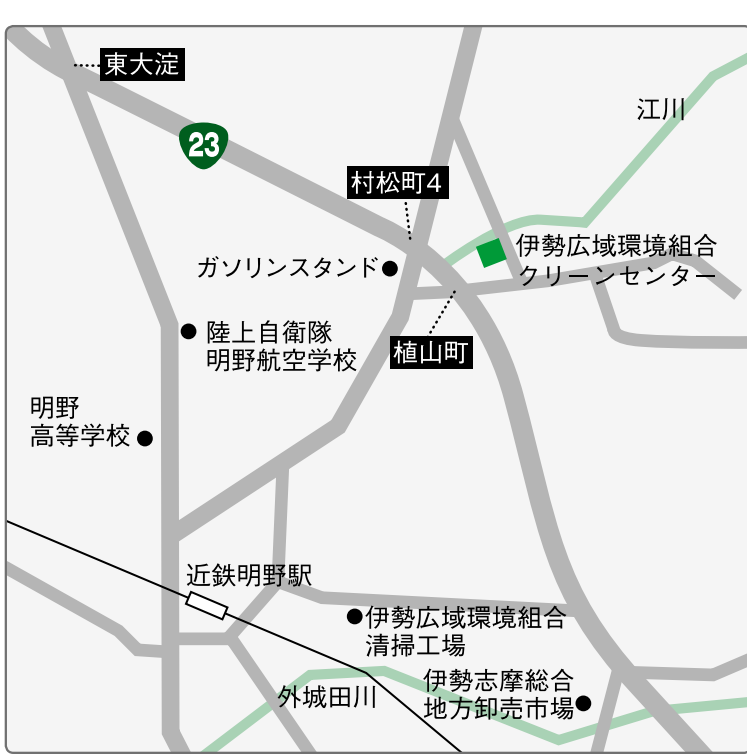 東大淀
江川
23
村松町4
伊勢広域環境組合
クリーンセンター
ガソリンスタンド
陸上自衛隊
明野航空学校
植山町
明野
高等学校
近鉄明野駅
伊勢広域環境組合
清掃工場
伊勢志摩総合
地方卸売市場
外城田川